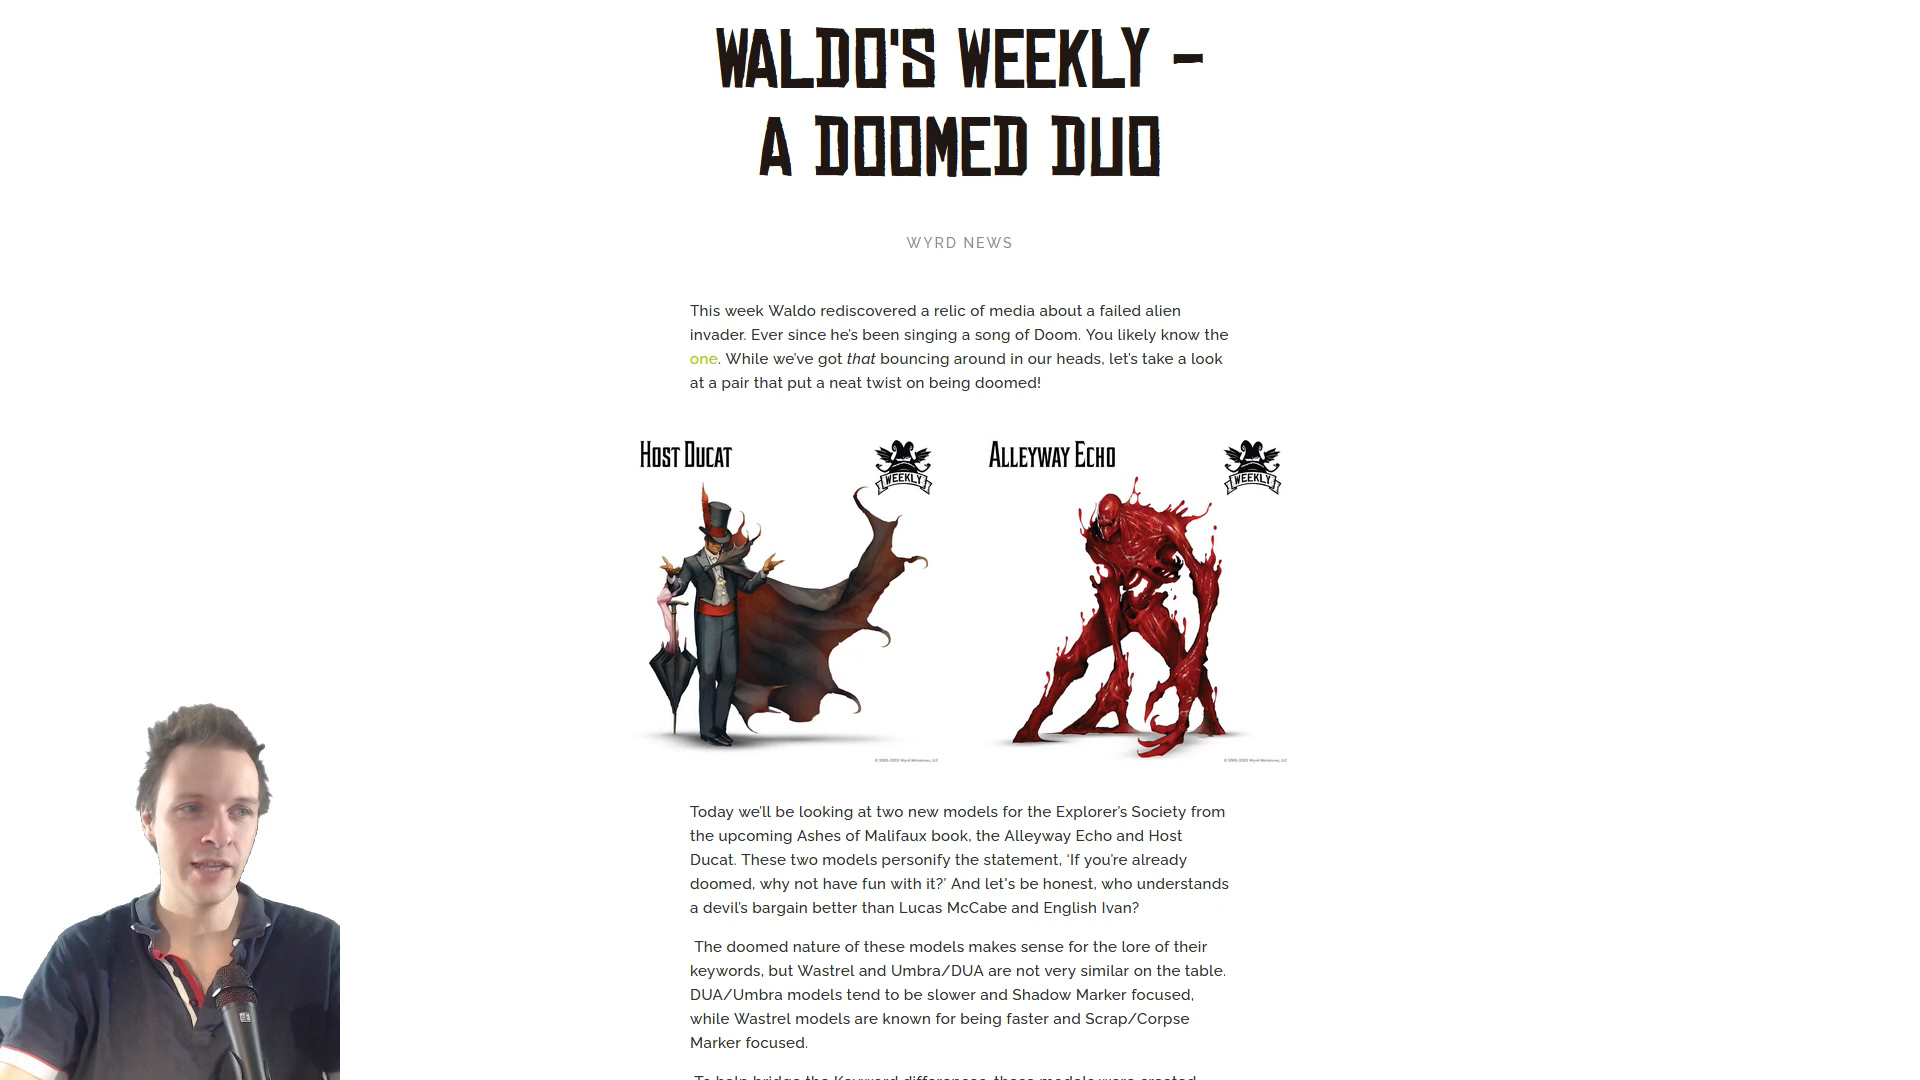 WALDO'S WEEKLY –
A DOOMED DUO
WYRD NEWS
This week Waldo rediscovered a relic of media about a failed alien
invader. Ever since he’s been singing a song of Doom. You likely know the
one. While we’ve got that bouncing around in our heads, let’s take a look
at a pair that put a neat twist on being doomed!
HOST DUCAT
WEEKLY
ALLEYWAY ECHO
WEEKLY
Today we’ll be looking at two new models for the Explorer’s Society from
the upcoming Ashes of Malifaux book, the Alleyway Echo and Host
Ducat. These two models personify the statement, ‘If you’re already
doomed, why not have fun with it?’ And let's be honest, who understands
a devil’s bargain better than Lucas McCabe and English Ivan?
The doomed nature of these models makes sense for the lore of their
keywords, but Wastrel and Umbra/DUA are not very similar on the table.
DUA/Umbra models tend to be slower and Shadow Marker focused,
while Wastrel models are known for being faster and Scrap/Corpse
Marker focused.